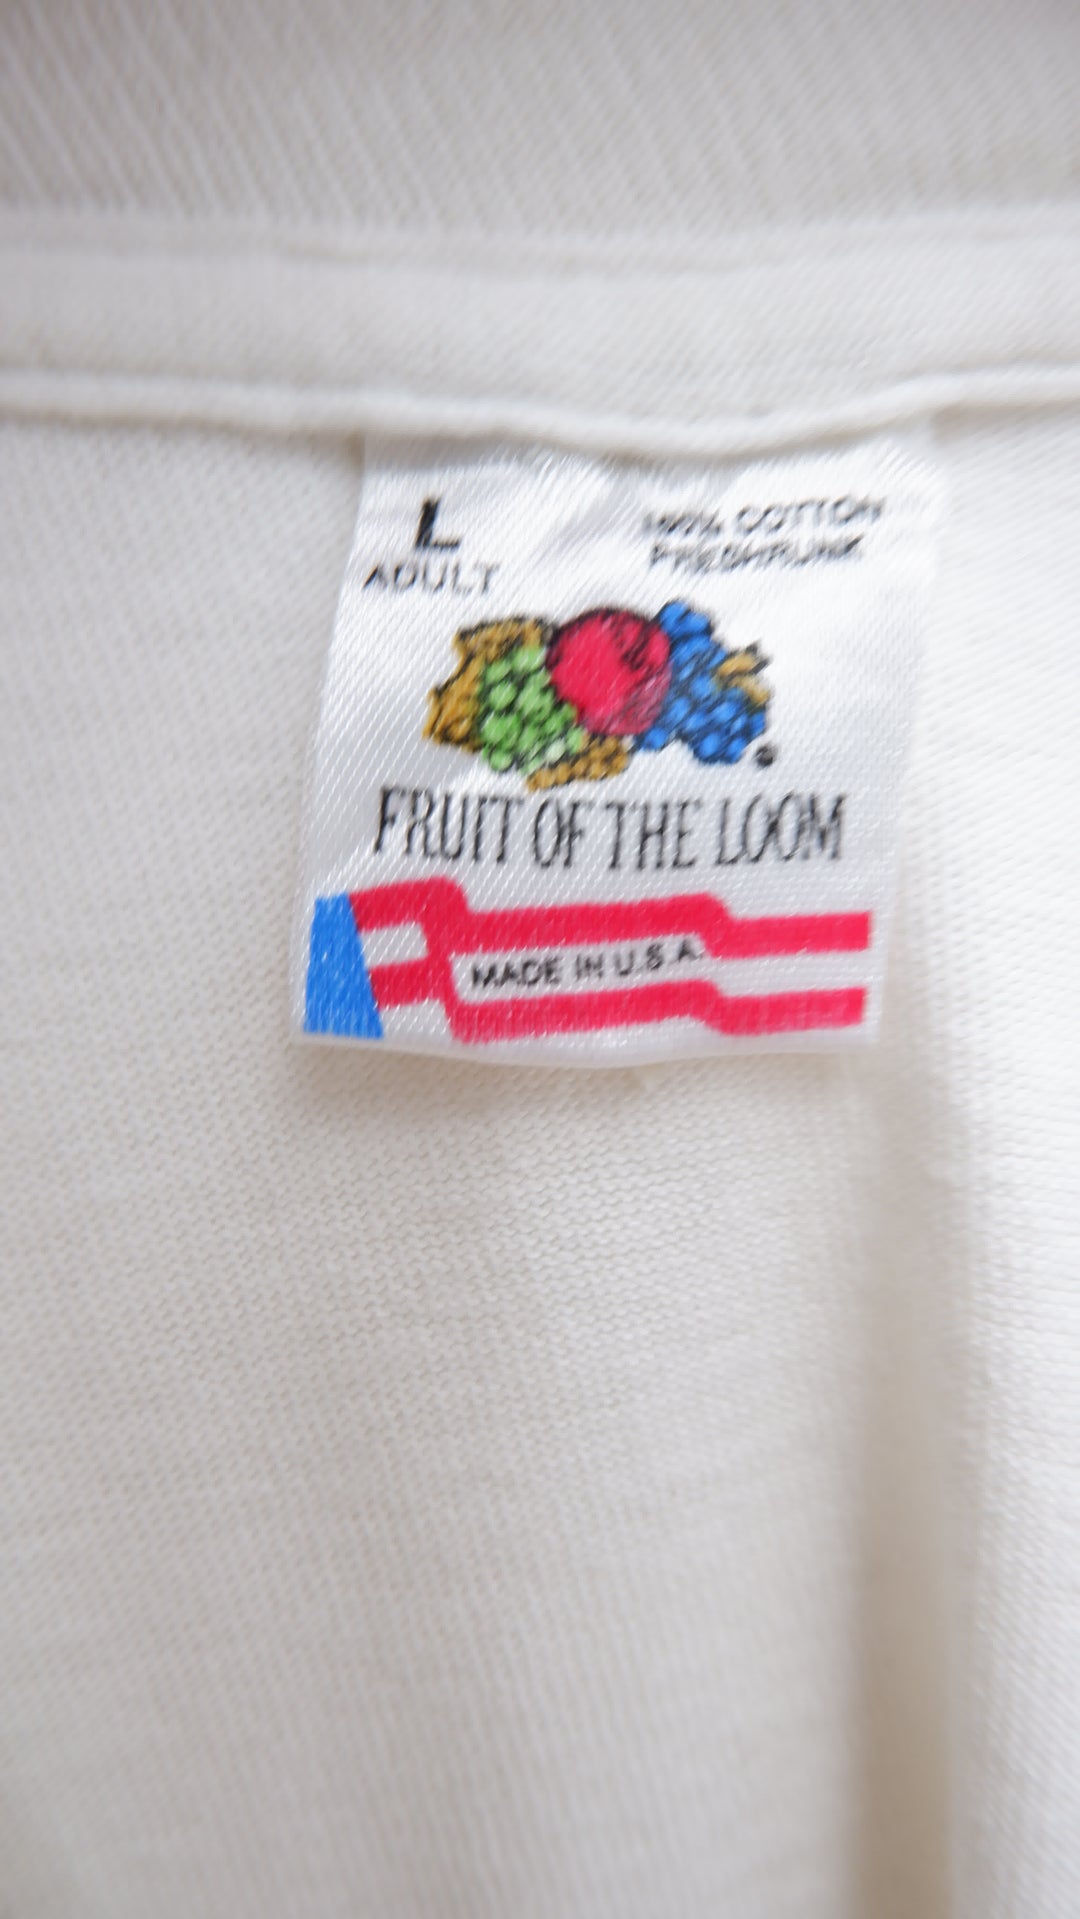 L
ADULT
100% COTTON
PRESHRUNK
FRUIT OF THE LOOM
MADE IN U.S.A.